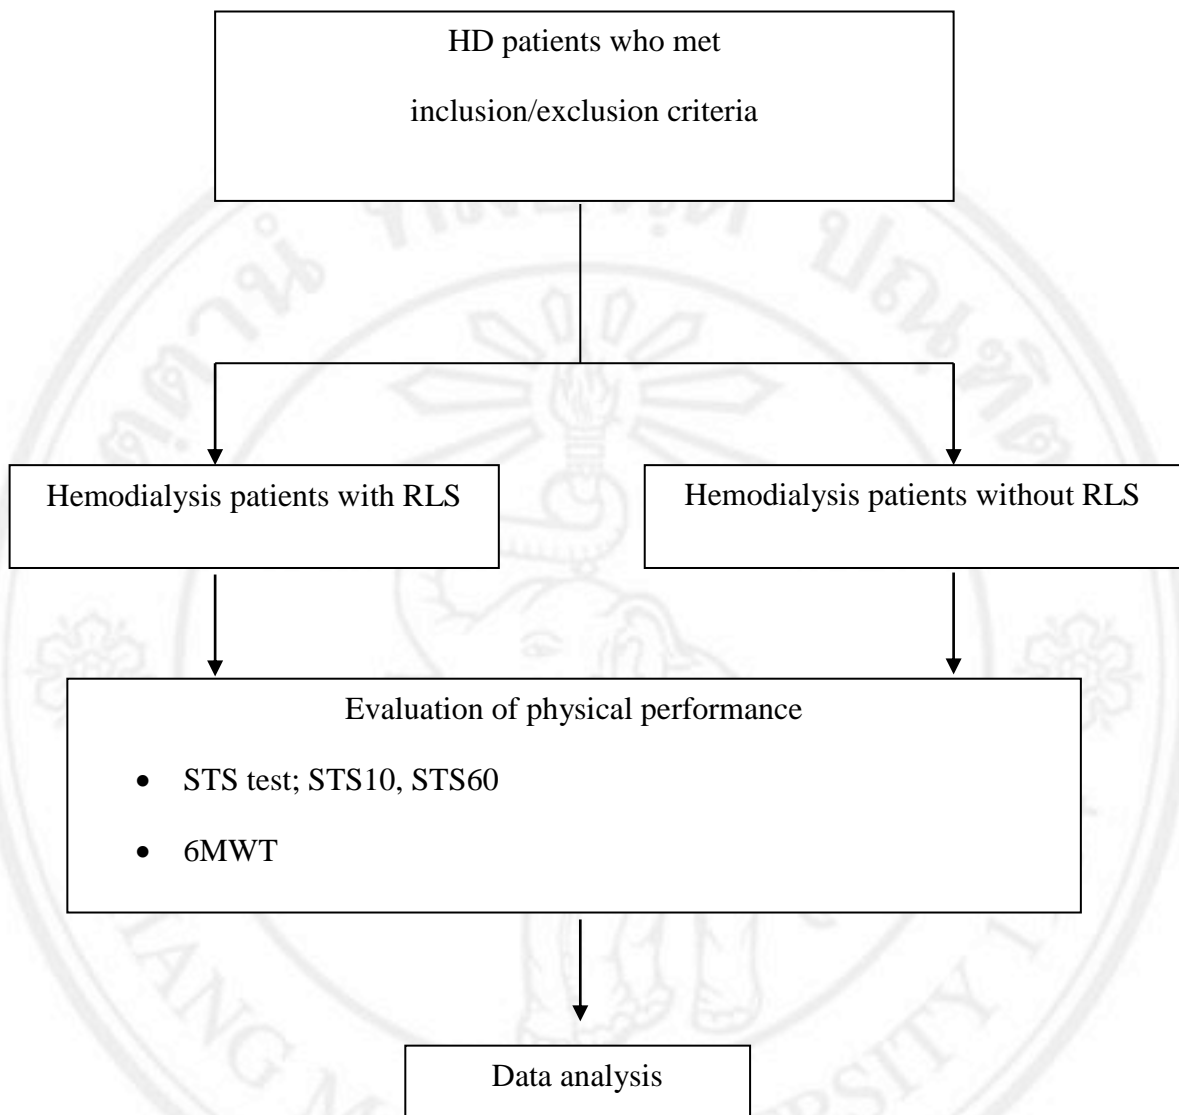 HD patients who met
inclusion/exclusion criteria
Hemodialysis patients with RLS
Hemodialysis patients without RLS
Evaluation of physical performance
• STS test; STS10, STS60
• 6MWT
Data analysis